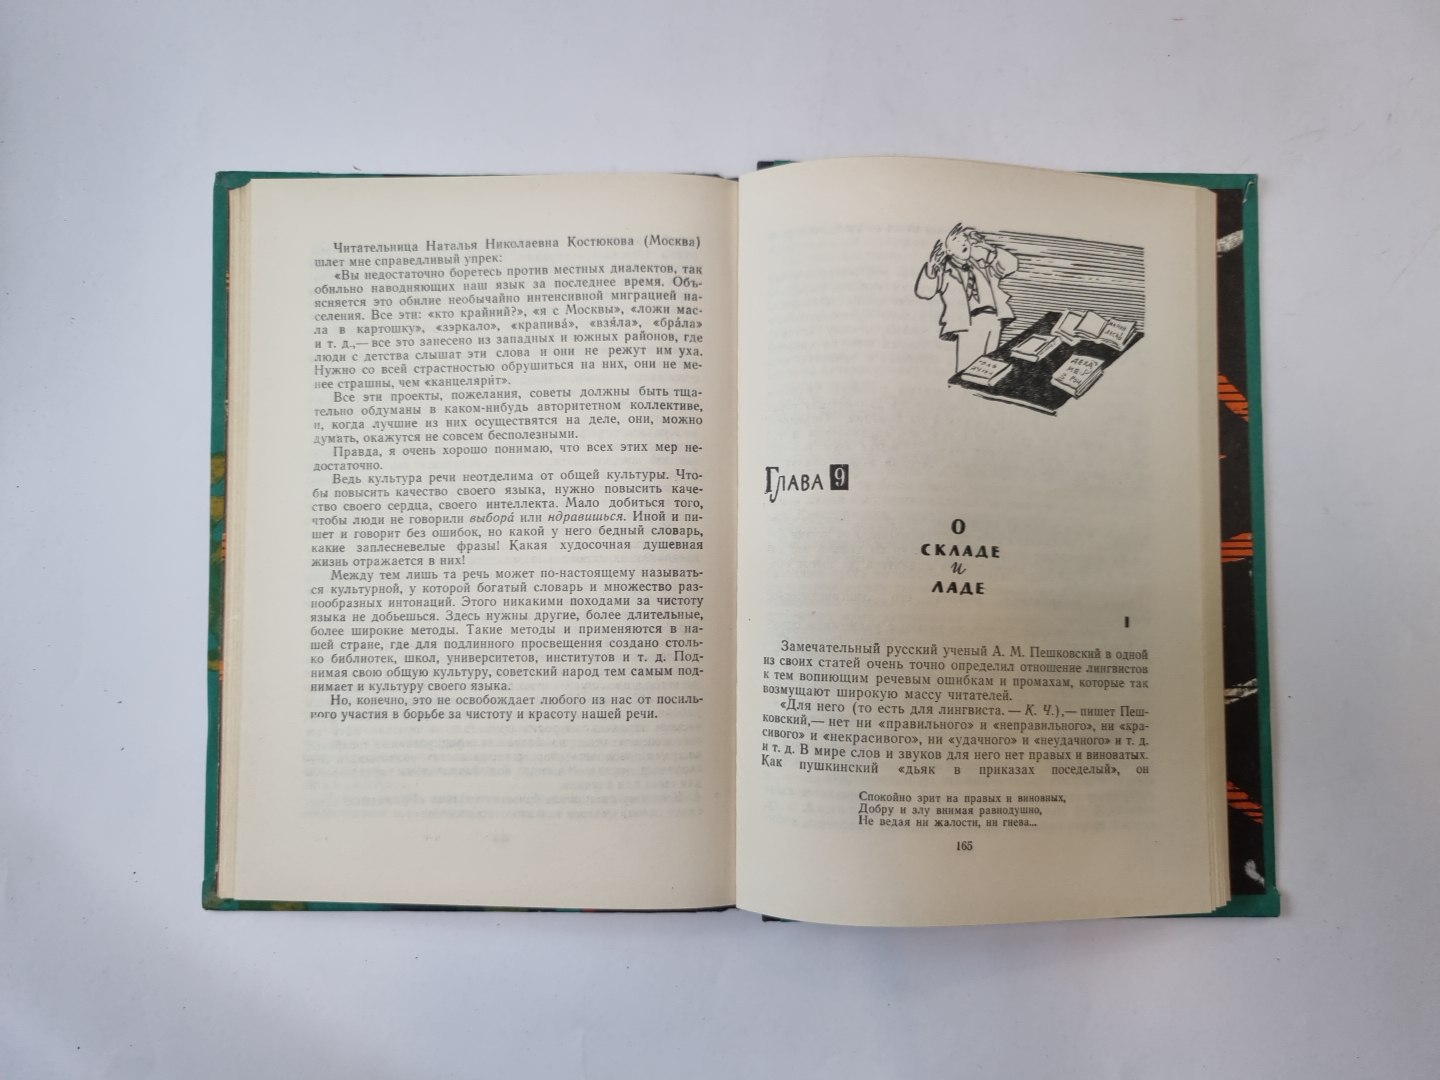 Читательница Наталья Николаевна Костюкова (Москва)
шлет мне справедливый упрек:
«Вы недостаточно боретесь против местных диалектов, так
обильно наводняющих наш язык за последнее время. Объ-
ясняется это обилие необычайно интенсивной миграцией на-
селения. Все эти: «кто крайний?», «я с Москвы», «ложи мас-
ла в картошку», «зэркало», «крапивá», «взя́ла», «брáла»
и т. д.,— все это занесено из западных и южных районов, где
люди с детства слышат эти слова и они не режут им уха.
Нужно со всей страстностью обрушиться на них, они не ме-
нее страшны, чем «канцеляри́т».
Все эти проекты, пожелания, советы должны быть тща-
тельно обдуманы в каком-нибудь авторитетном коллективе,
и, когда лучшие из них осуществятся на деле, они, можно
думать, окажутся не совсем бесполезными.
Правда, я очень хорошо понимаю, что всех этих мер не-
достаточно.
Ведь культура речи неотделима от общей культуры. Что-
бы повысить качество своего языка, нужно повысить каче-
ство своего сердца, своего интеллекта. Мало добиться того,
чтобы люди не говорили выборá или ндравишься. Иной и пи-
шет и говорит без ошибок, но какой у него бедный словарь,
какие заплесневелые фразы! Какая худосочная душевная
жизнь отражается в них!
Между тем лишь та речь может по-настоящему называть-
ся культурной, у которой богатый словарь и множество раз-
нообразных интонаций. Этого никакими походами за чистоту
языка не добьешься. Здесь нужны другие, более длительные,
более широкие методы. Такие методы и применяются в на-
шей стране, где для подлинного просвещения создано столь-
ко библиотек, школ, университетов, институтов и т. д. Под-
нимая свою общую культуру, советский народ тем самым под-
нимает и культуру своего языка.
Но, конечно, это не освобождает любого из нас от посиль-
ного участия в борьбе за чистоту и красоту нашей речи.
Глава 9
О
СКЛАДЕ
и
ЛАДЕ
I
Замечательный русский ученый А. М. Пешковский в одной
из своих статей очень точно определил отношение лингвистов
к тем вопиющим речевым ошибкам и промахам, которые так
возмущают широкую массу читателей.
«Для него (то есть для лингвиста. — К. Ч.),— пишет Пеш-
ковский,— нет ни «правильного» и «неправильного», ни «кра-
сивого» и «некрасивого», ни «удачного» и «неудачного» и т. д.
и т. д. В мире слов и звуков для него нет правых и виноватых.
Как пушкинский «дьяк в приказах поседелый», он
Спокойно зрит на правых и виновных,
Добру и злу внимая равнодушно,
Не ведая ни жалости, ни гнева...
165